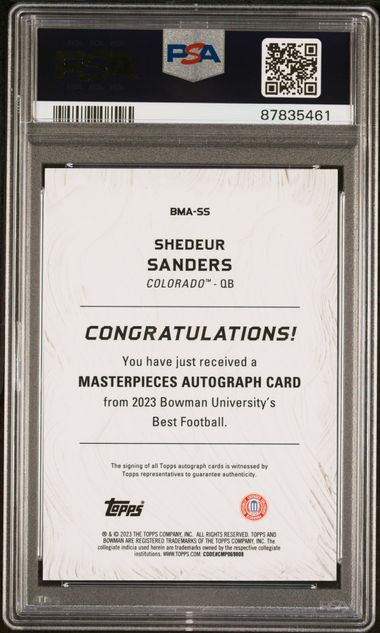 PSA
PSA
87835461
BMA-SS
SHEDEUR
SANDERS
COLORADO™ - QB
CONGRATULATIONS!
You have just received a
MASTERPIECES AUTOGRAPH CARD
from 2023 Bowman University's
Best Football.
The signing of all Topps autograph cards is witnessed by
Topps representatives to guarantee authenticity.
Topps
® & © 2023 THE TOPPS COMPANY, INC. ALL RIGHTS RESERVED. TOPPS AND
BOWMAN ARE REGISTERED TRADEMARKS OF THE TOPPS COMPANY, INC. The
collegiate indicia used herein are trademarks owned by the respective collegiate
institutions. WWW.TOPPS.COM. CODE#CMP069808